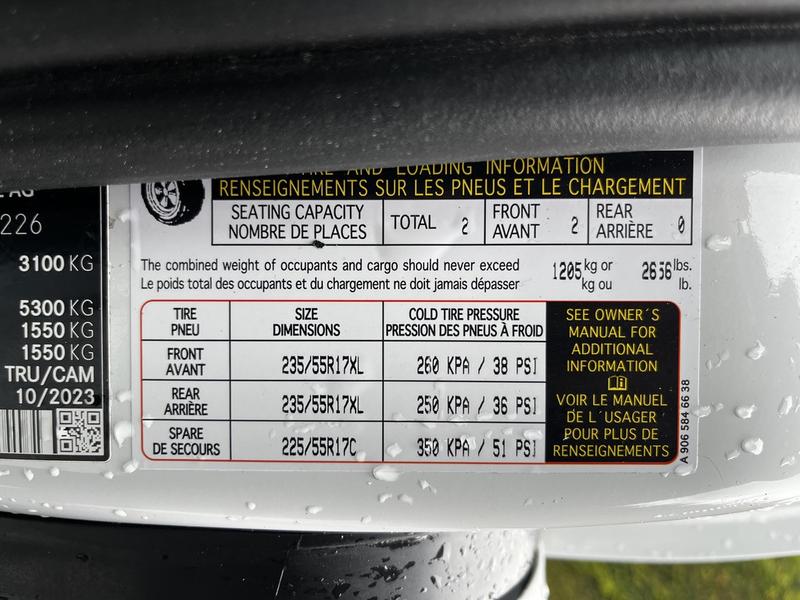 E AG
226
3100 KG
5300 KG
1550 KG
1550 KG
TRU/CAM
10/2023
TIRE AND LOADING INFORMATION
RENSEIGNEMENTS SUR LES PNEUS ET LE CHARGEMENT
SEATING CAPACITY
NOMBRE DE PLACES
TOTAL 2
FRONT
AVANT 2
REAR
ARRIÈRE 0
The combined weight of occupants and cargo should never exceed 1205 kg or 2656 lbs.
Le poids total des occupants et du chargement ne doit jamais dépasser kg ou lb.
TIRE
PNEU
SIZE
DIMENSIONS
COLD TIRE PRESSURE
PRESSION DES PNEUS À FROID
FRONT
AVANT
235/55R17XL
260 KPA / 38 PSI
REAR
ARRIÈRE
235/55R17XL
250 KPA / 36 PSI
SPARE
DE SECOURS
225/55R17C
350 KPA / 51 PSI
SEE OWNER´S
MANUAL FOR
ADDITIONAL
INFORMATION
VOIR LE MANUEL
DE L´USAGER
POUR PLUS DE
RENSEIGNEMENTS
A 906 584 66 38